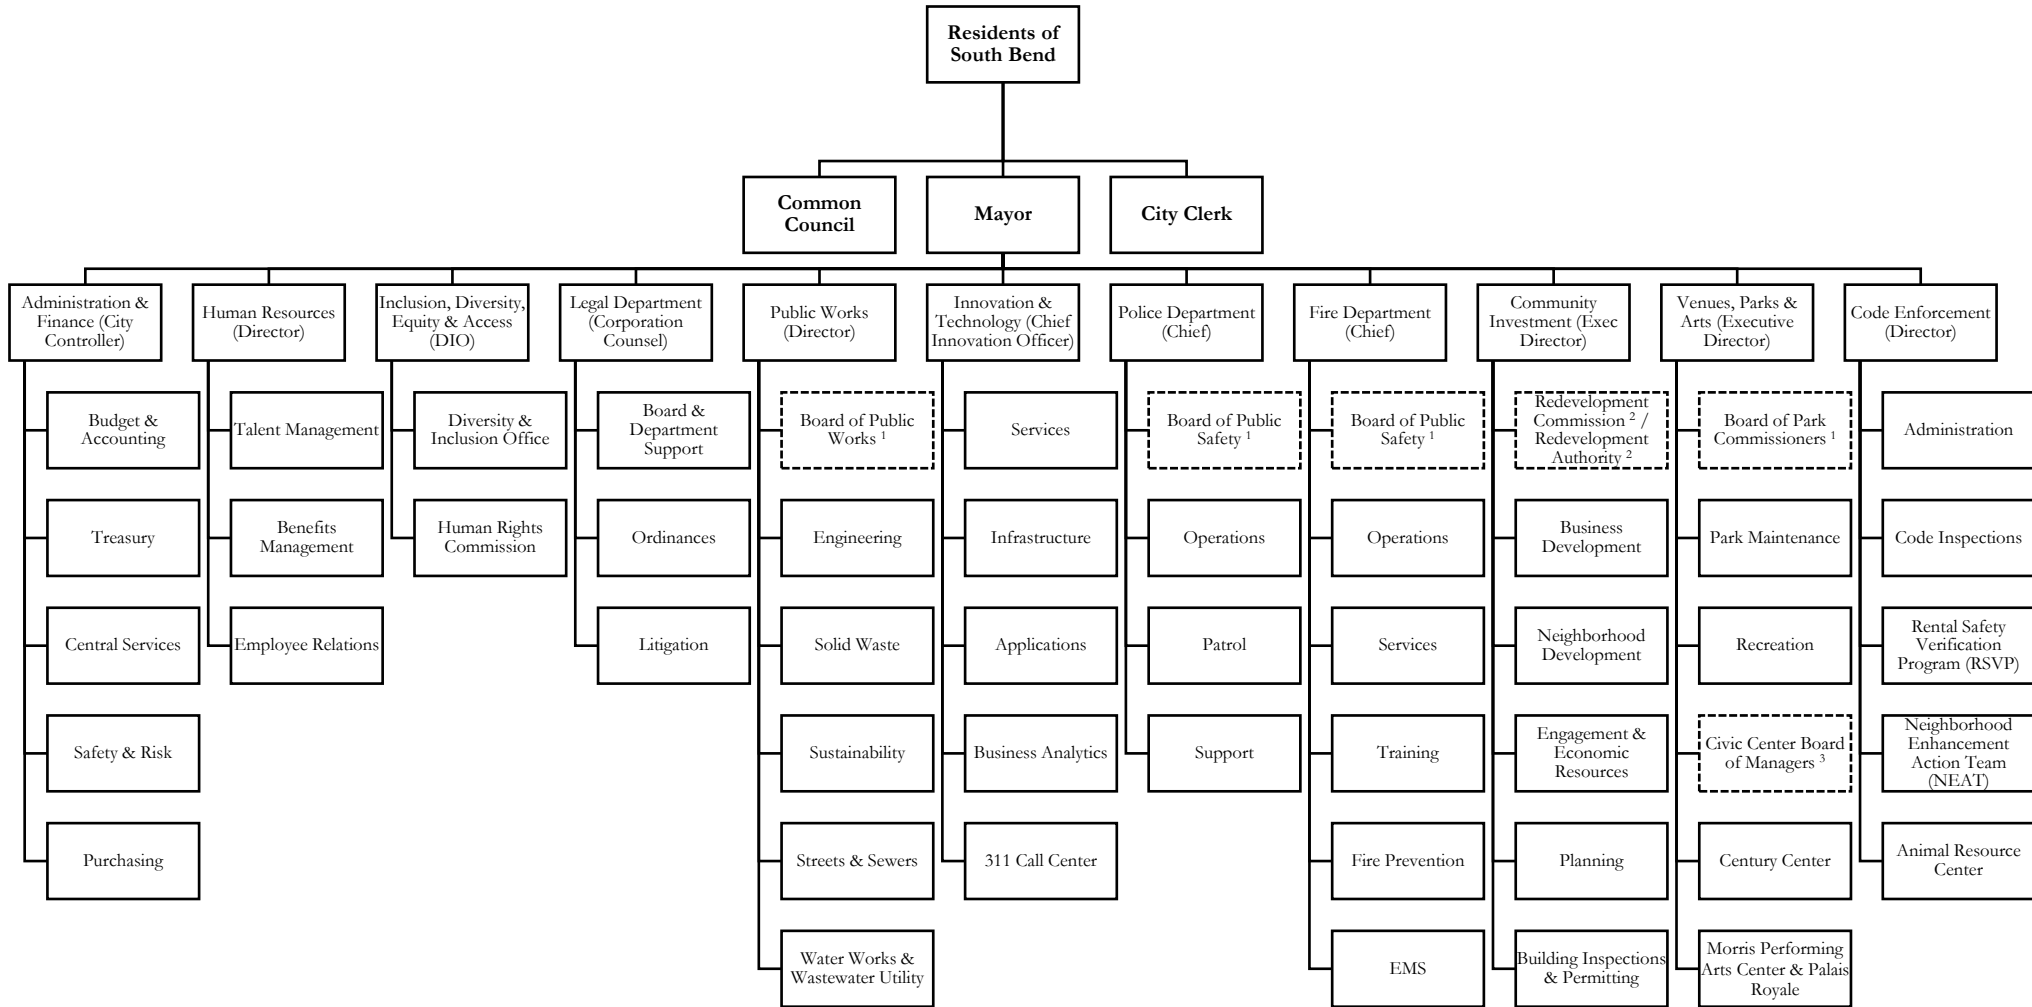 Residents of
South Bend
Common
Council
Mayor
City Clerk
Administration &
Finance (City
Controller)
Human Resources
(Director)
Inclusion, Diversity,
Equity & Access
(DIO)
Legal Department
(Corporation
Counsel)
Public Works
(Director)
Innovation &
Technology (Chief
Innovation Officer)
Police Department
(Chief)
Fire Department
(Chief)
Community
Investment (Exec
Director)
Venues, Parks &
Arts (Executive
Director)
Code Enforcement
(Director)
Budget &
Accounting
Treasury
Central Services
Safety & Risk
Purchasing
Talent Management
Benefits
Management
Employee Relations
Diversity &
Inclusion Office
Human Rights
Commission
Board &
Department
Support
Ordinances
Litigation
Board of Public
Works ¹
Engineering
Solid Waste
Sustainability
Streets & Sewers
Water Works &
Wastewater Utility
Services
Infrastructure
Applications
Business Analytics
311 Call Center
Board of Public
Safety ¹
Operations
Patrol
Support
Board of Public
Safety ¹
Operations
Services
Training
Fire Prevention
EMS
Redevelopment
Commission ² /
Redevelopment
Authority ²
Business
Development
Neighborhood
Development
Engagement &
Economic
Resources
Planning
Building Inspections
& Permitting
Board of Park
Commissioners ¹
Park Maintenance
Recreation
Civic Center Board
of Managers ³
Century Center
Morris Performing
Arts Center & Palais
Royale
Administration
Code Inspections
Rental Safety
Verification
Program (RSVP)
Neighborhood
Enhancement
Action Team
(NEAT)
Animal Resource
Center